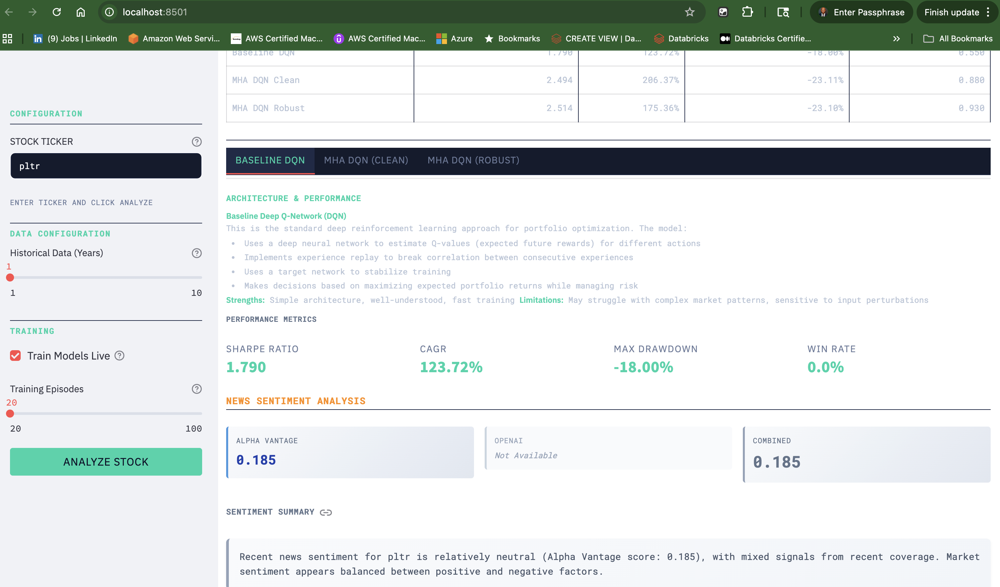 localhost:8501
Enter Passphrase
Finish update
(9) Jobs | LinkedIn
Amazon Web Servi...
AWS Certified Mac...
AWS Certified Mac...
Azure
Bookmarks
CREATE VIEW | Da...
Databricks
Databricks Certifie...
All Bookmarks
CONFIGURATION
STOCK TICKER
pltr
ENTER TICKER AND CLICK ANALYZE
DATA CONFIGURATION
Historical Data (Years)
1
1 10
TRAINING
Train Models Live
Training Episodes
20
20 100
ANALYZE STOCK
Baseline DQN 1.790 123.72% -18.00% 0.550
MHA DQN Clean 2.494 206.37% -23.11% 0.880
MHA DQN Robust 2.514 175.36% -23.10% 0.930
BASELINE DQN MHA DQN (CLEAN) MHA DQN (ROBUST)
ARCHITECTURE & PERFORMANCE
Baseline Deep Q-Network (DQN)
This is the standard deep reinforcement learning approach for portfolio optimization. The model:
• Uses a deep neural network to estimate Q-values (expected future rewards) for different actions
• Implements experience replay to break correlation between consecutive experiences
• Uses a target network to stabilize training
• Makes decisions based on maximizing expected portfolio returns while managing risk
Strengths: Simple architecture, well-understood, fast training Limitations: May struggle with complex market patterns, sensitive to input perturbations
PERFORMANCE METRICS
SHARPE RATIO CAGR MAX DRAWDOWN WIN RATE
1.790 123.72% -18.00% 0.0%
NEWS SENTIMENT ANALYSIS
ALPHA VANTAGE
0.185
OPENAI
Not Available
COMBINED
0.185
SENTIMENT SUMMARY
Recent news sentiment for pltr is relatively neutral (Alpha Vantage score: 0.185), with mixed signals from recent coverage. Market
sentiment appears balanced between positive and negative factors.